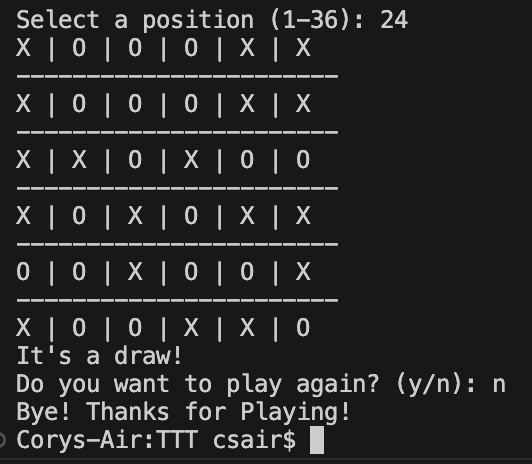 Select a position (1-36): 24
X | O | O | O | X | X
-----------------------
X | O | O | O | X | X
-----------------------
X | X | O | X | O | O
-----------------------
X | O | X | O | X | X
-----------------------
O | O | X | O | O | X
-----------------------
X | O | O | X | X | O
It's a draw!
Do you want to play again? (y/n): n
Bye! Thanks for Playing!
Corys-Air:TTT csair$